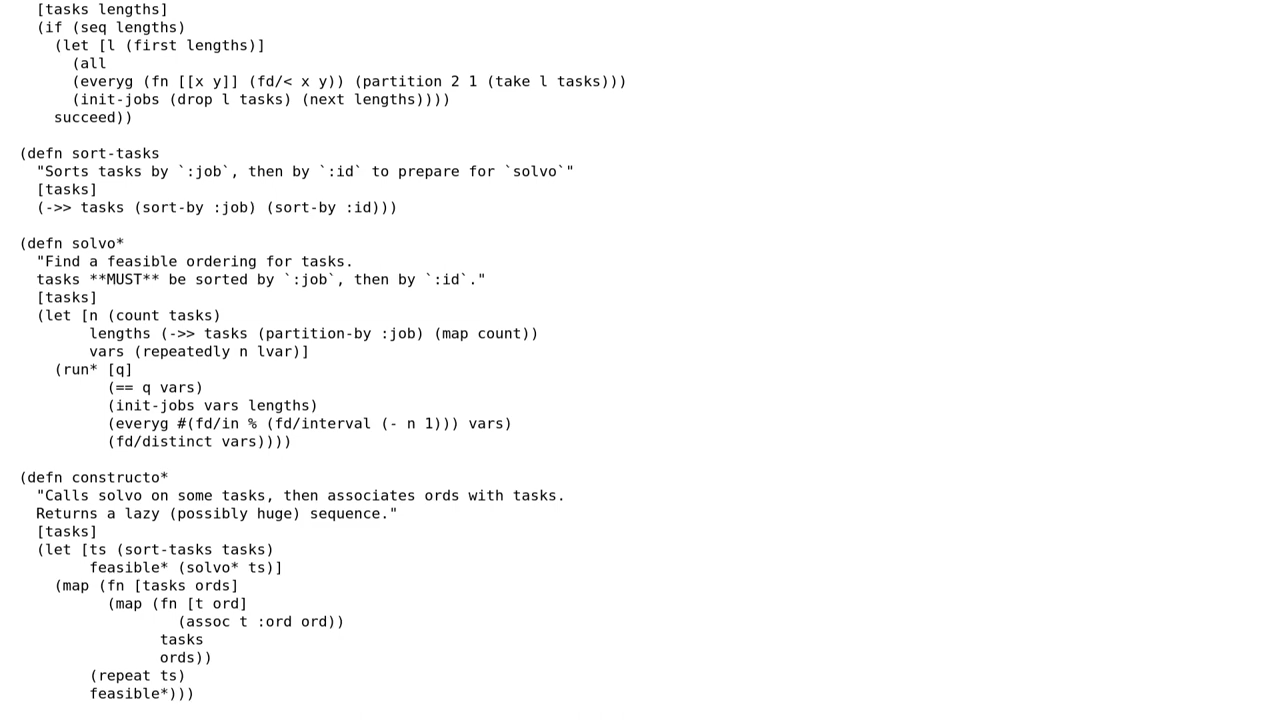 [tasks lengths]
(if (seq lengths)
(let [l (first lengths)]
(all
(everyg (fn [[x y]] (fd/< x y)) (partition 2 1 (take l tasks)))
(init-jobs (drop l tasks) (next lengths))))
succeed))
(defn sort-tasks
"Sorts tasks by `:job`, then by `:id` to prepare for `solvo`"
[tasks]
(->> tasks (sort-by :job) (sort-by :id)))
(defn solvo*
"Find a feasible ordering for tasks.
tasks **MUST** be sorted by `:job`, then by `:id`."
[tasks]
(let [n (count tasks)
lengths (->> tasks (partition-by :job) (map count))
vars (repeatedly n lvar)]
(run* [q]
(== q vars)
(init-jobs vars lengths)
(everyg #(fd/in % (fd/interval (- n 1))) vars)
(fd/distinct vars))))
(defn constructo*
"Calls solvo on some tasks, then associates ords with tasks.
Returns a lazy (possibly huge) sequence."
[tasks]
(let [ts (sort-tasks tasks)
feasible* (solvo* ts)]
(map (fn [tasks ords]
(map (fn [t ord]
(assoc t :ord ord))
tasks
ords))
(repeat ts)
feasible*)))